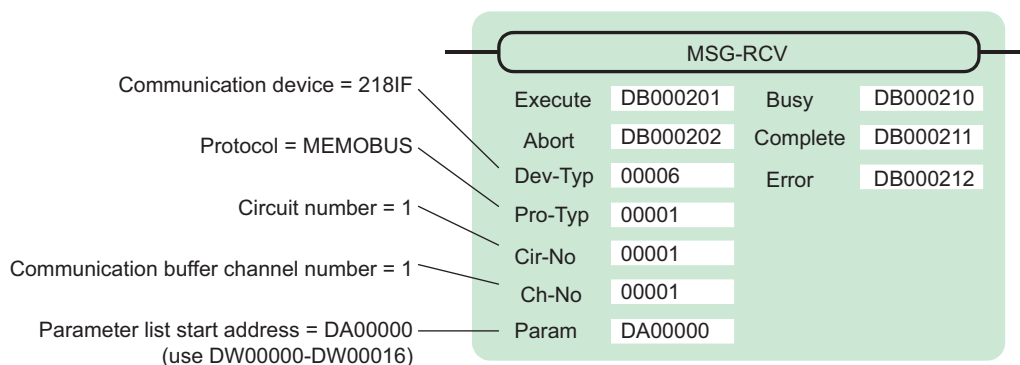 MSG-RCV
Communication device = 218IF
Execute DB000201 Busy DB000210
Protocol = MEMOBUS
Abort DB000202 Complete DB000211
Dev-Typ 00006 Error DB000212
Circuit number = 1
Pro-Typ 00001
Cir-No 00001
Communication buffer channel number = 1
Ch-No 00001
Parameter list start address = DA00000
Param DA00000
(use DW00000-DW00016)